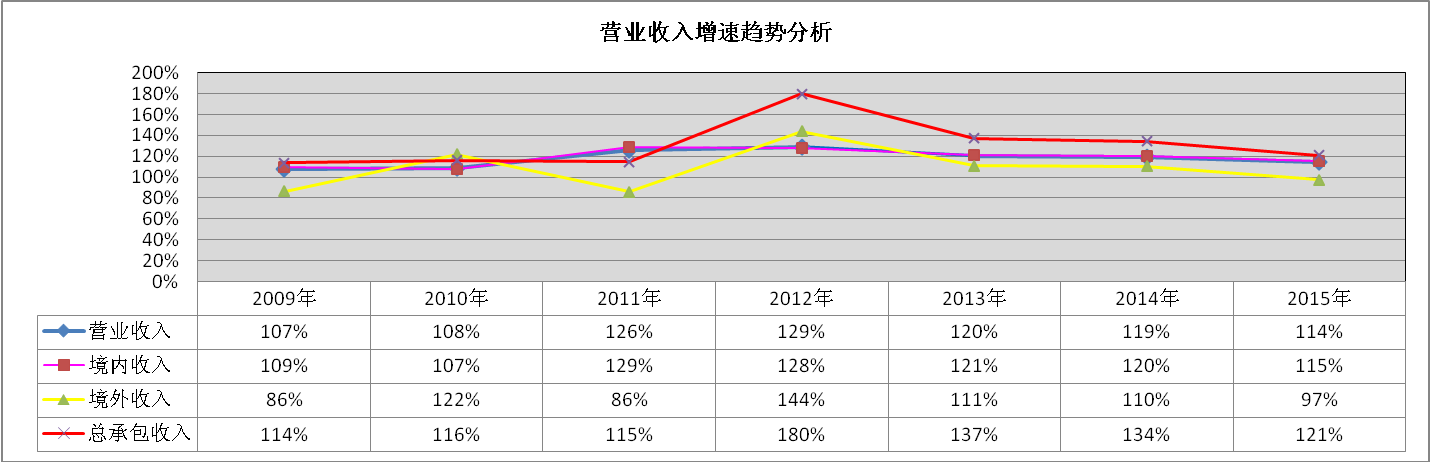 营业收入增速趋势分析
200%
180%
160%
140%
120%
100%
80%
60%
40%
20%
0%
2009年 2010年 2011年 2012年 2013年 2014年 2015年
营业收入 107% 108% 126% 129% 120% 119% 114%
境内收入 109% 107% 129% 128% 121% 120% 115%
境外收入 86% 122% 86% 144% 111% 110% 97%
总承包收入 114% 116% 115% 180% 137% 134% 121%